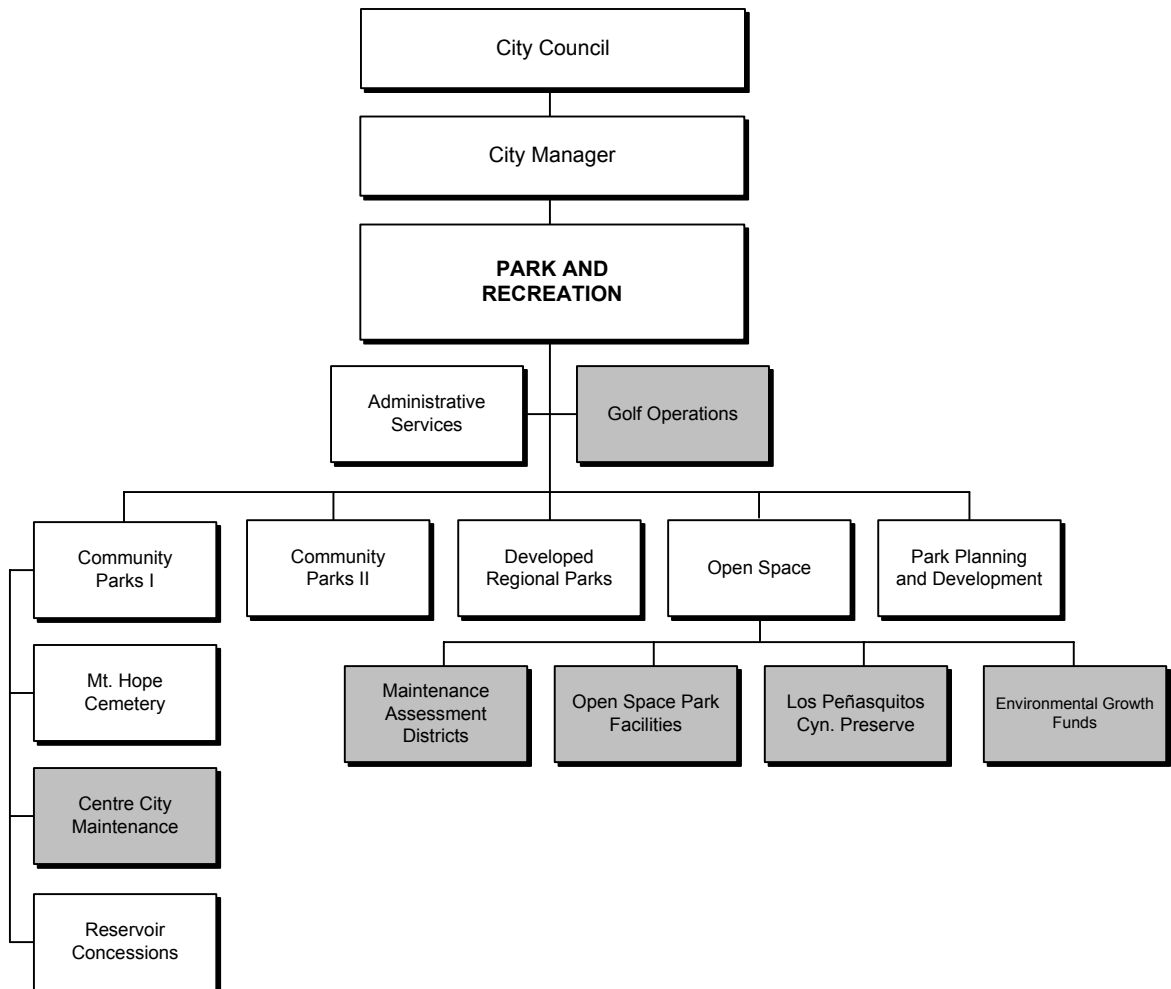 City Council
City Manager
PARK AND
RECREATION
Administrative
Services
Golf Operations
Community
Parks I
Community
Parks II
Developed
Regional Parks
Open Space
Park Planning
and Development
Mt. Hope
Cemetery
Maintenance
Assessment
Districts
Open Space Park
Facilities
Los Peñasquitos
Cyn. Preserve
Environmental Growth
Funds
Centre City
Maintenance
Reservoir
Concessions